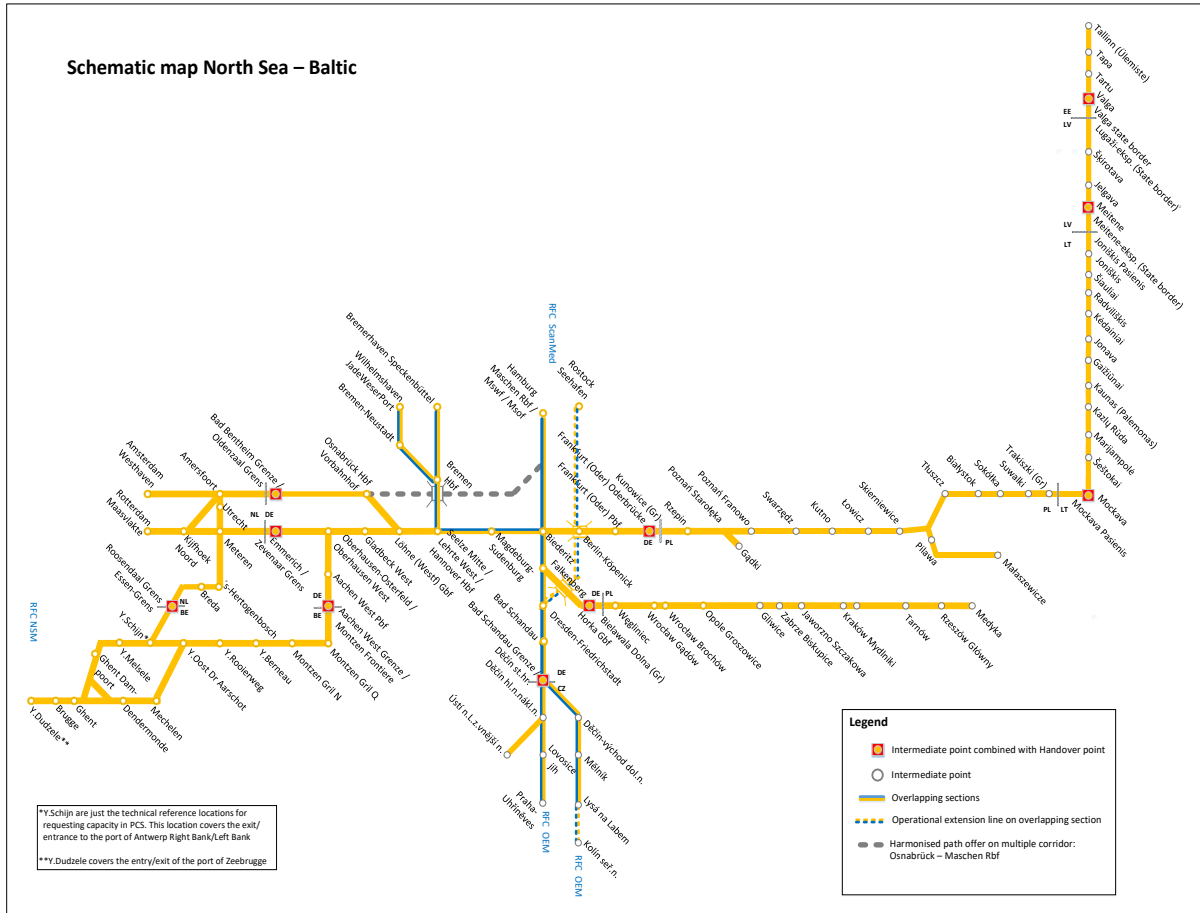 Schematic map North Sea – Baltic
Tallinn (Ülemiste)
Tapa
Tartu
Valga
EE
LV
Valga state border
Lugaži-eksp. (State border)
Šķirotava
Jelgava
Meitene
LV
LT
Meitene-eksp. (State border)
Joniškis Pasienis
Joniškis
Šiauliai
Radviliškis
Kėdainiai
Jonava
Gaižiūnai
Kaunas (Palemonas)
Kazlų Rūda
Marijampolė
Šeštokai
Mockava
Mockava Pasienis
PL
LT
Trakiszki (Gr)
Suwałki
Sokółka
Białystok
Tłuszcz
Pilawa
Małaszewicze
Skierniewice
Łowicz
Kutno
Swarzędz
Gądki
Poznań Franowo
Poznań Starołęka
Rzepin
Kunowice (Gr)
DE
PL
Frankfurt (Oder) Oderbrücke
Frankfurt (Oder) Pbf
Berlin-Köpenick
Rostock
Seehafen
RFC ScanMed
Hamburg
Maschen Rbf /
Mswf / Msof
Bremerhaven Speckenbüttel
Wilhelmshaven
JadeWeserPort
Bremen-Neustadt
Bremen
Hbf
Osnabrück Hbf
Vorbahnhof
Bad Bentheim Grenze /
Oldenzaal Grens
Amersfoort
Amsterdam
Westhaven
Utrecht
NL
DE
Rotterdam
Maasvlakte
Kijfhoek
Noord
Meteren
Emmerich /
Zevenaar Grens
Oberhausen-Osterfeld /
Oberhausen West
Gladbeck West
Löhne (Westf) Gbf
Seelze Mitte /
Lehrte West /
Hannover Hbf
Magdeburg-
Sudenburg
Biederitz
Roosendaal Grens
Essen-Grens
NL
BE
Breda
's-Hertogenbosch
DE
BE
Aachen West Pbf
Aachen West Grenze /
Montzen Frontiere
RFC NSM
Y.Schijn*
Y.Melsele
Y.Oost Dr Aarschot
Y.Rooierweg
Y.Berneau
Montzen Gril N
Montzen Gril Q
Ghent Dam-
poort
Y.Dudzele**
Brugge
Ghent
Dendermonde
Mechelen
Falkenberg
DE
PL
Horka Gbf
Bielawa Dolna (Gr)
Węgliniec
Wrocław Gądów
Wrocław Brochów
Opole Groszowice
Gliwice
Zabrze Biskupice
Jaworzno Szczakowa
Kraków Mydlniki
Tarnów
Rzeszów Główny
Medyka
Dresden-Friedrichstadt
Bad Schandau
Bad Schandau Grenze /
Děčín st.hr.
DE
CZ
Děčín hl.n.nákl.n.
Ústí n.L.z.vnější n.
Lovosice
jih
Praha-
Uhříněves
RFC OEM
Děčín-východ dol.n.
Mělník
Lysá na Labem
Kolín seř.n.
RFC OEM
Legend
Intermediate point combined with Handover point
Intermediate point
Overlapping sections
Operational extension line on overlapping section
Harmonised path offer on multiple corridor:
Osnabrück – Maschen Rbf
*Y.Schijn are just the technical reference locations for
requesting capacity in PCS. This location covers the exit/
entrance to the port of Antwerp Right Bank/Left Bank
**Y.Dudzele covers the entry/exit of the port of Zeebrugge